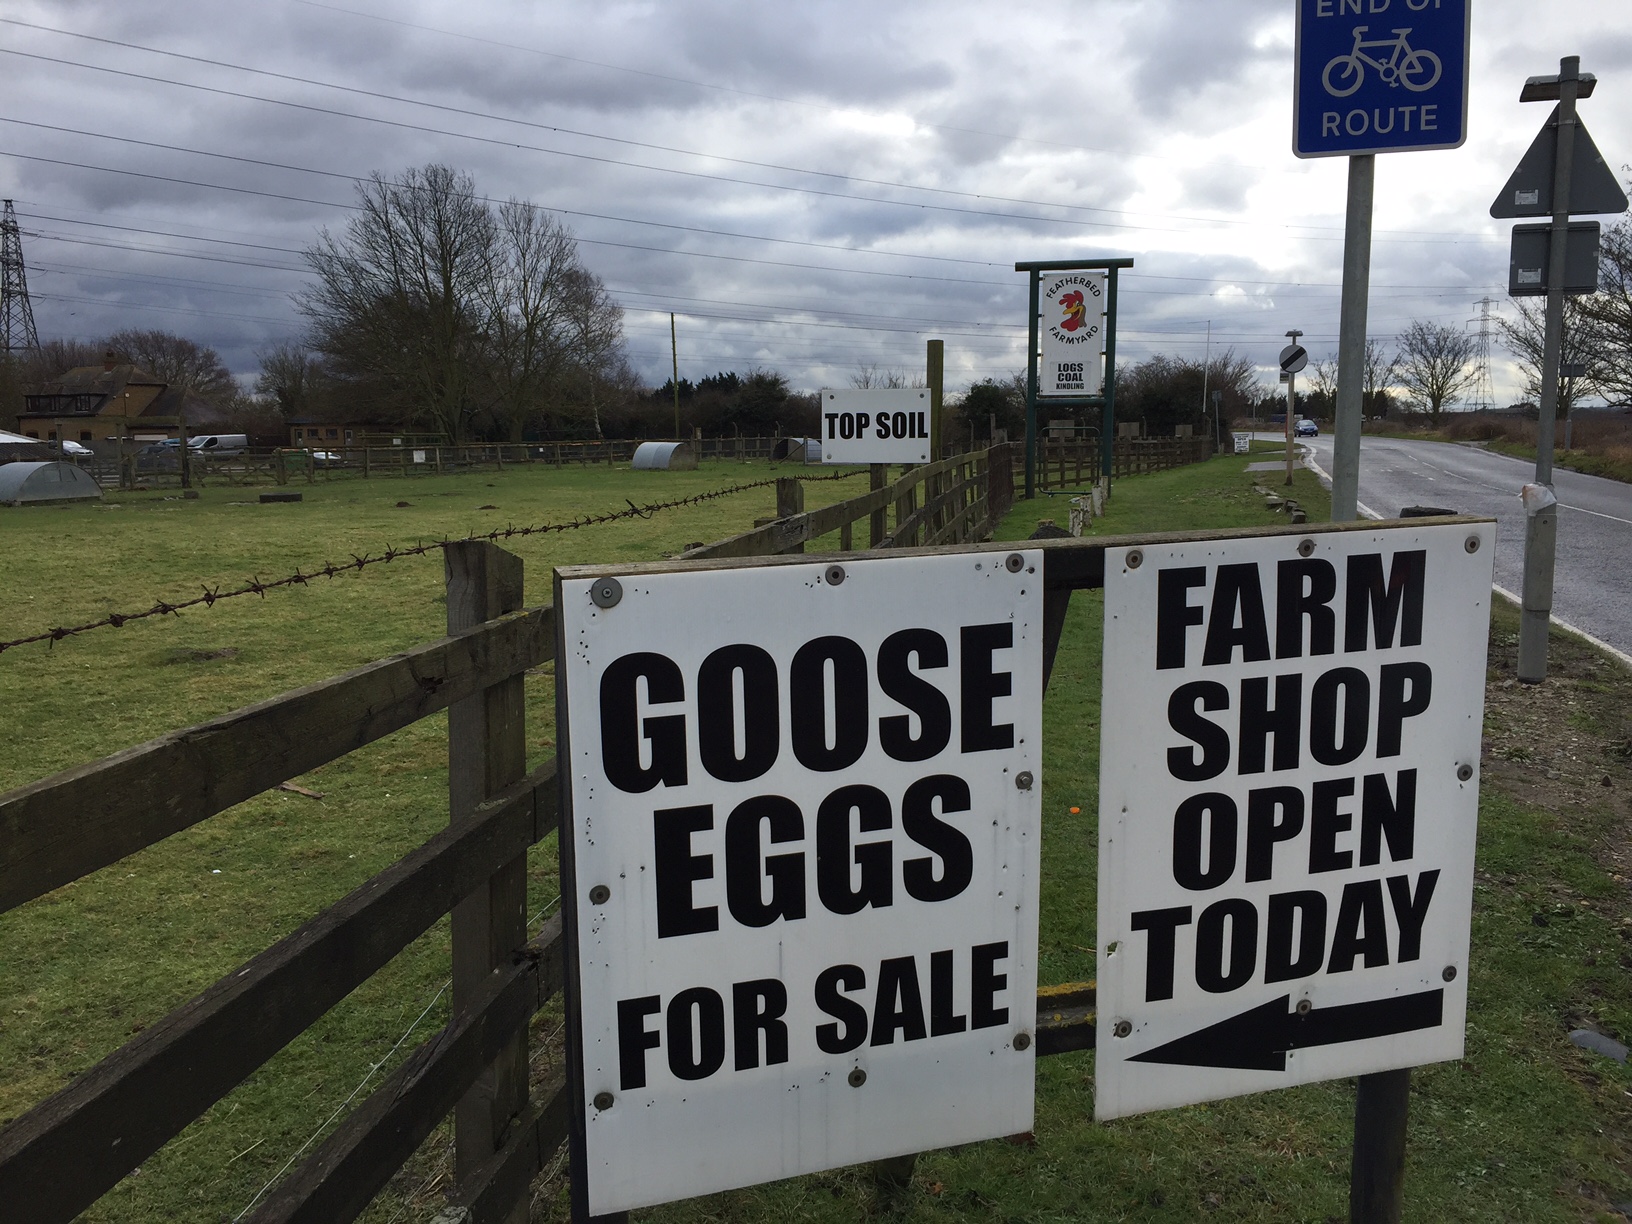 END OF
ROUTE
FEATHERBED
FARMYARD
LOGS
COAL
KINDLING
TOP SOIL
GOOSE
EGGS
FOR SALE
FARM
SHOP
OPEN
TODAY